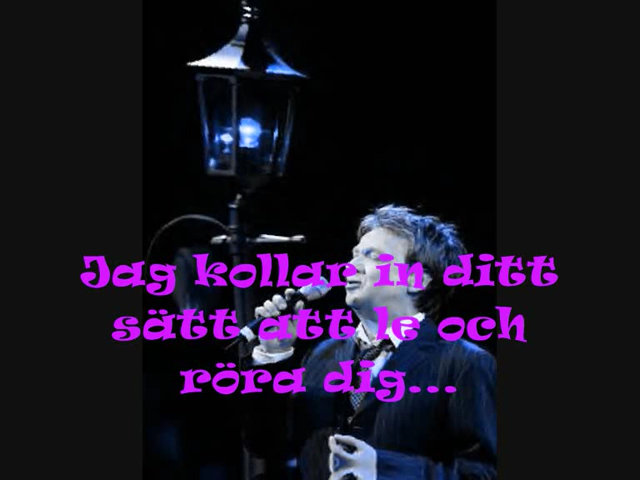 Jag kollar in ditt
sätt att le och
röra dig...